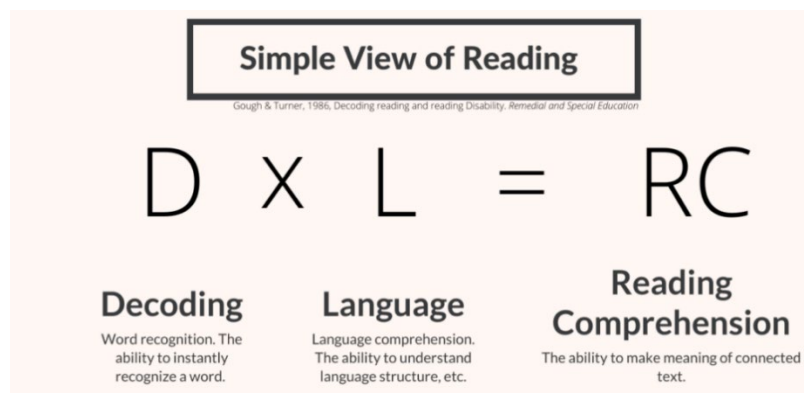 Simple View of Reading
Gough & Turner, 1986, Decoding reading and reading Disability. Remedial and Special Education
D x L = RC
Decoding
Word recognition. The
ability to instantly
recognize a word.
Language
Language comprehension.
The ability to understand
language structure, etc.
Reading
Comprehension
The ability to make meaning of connected
text.